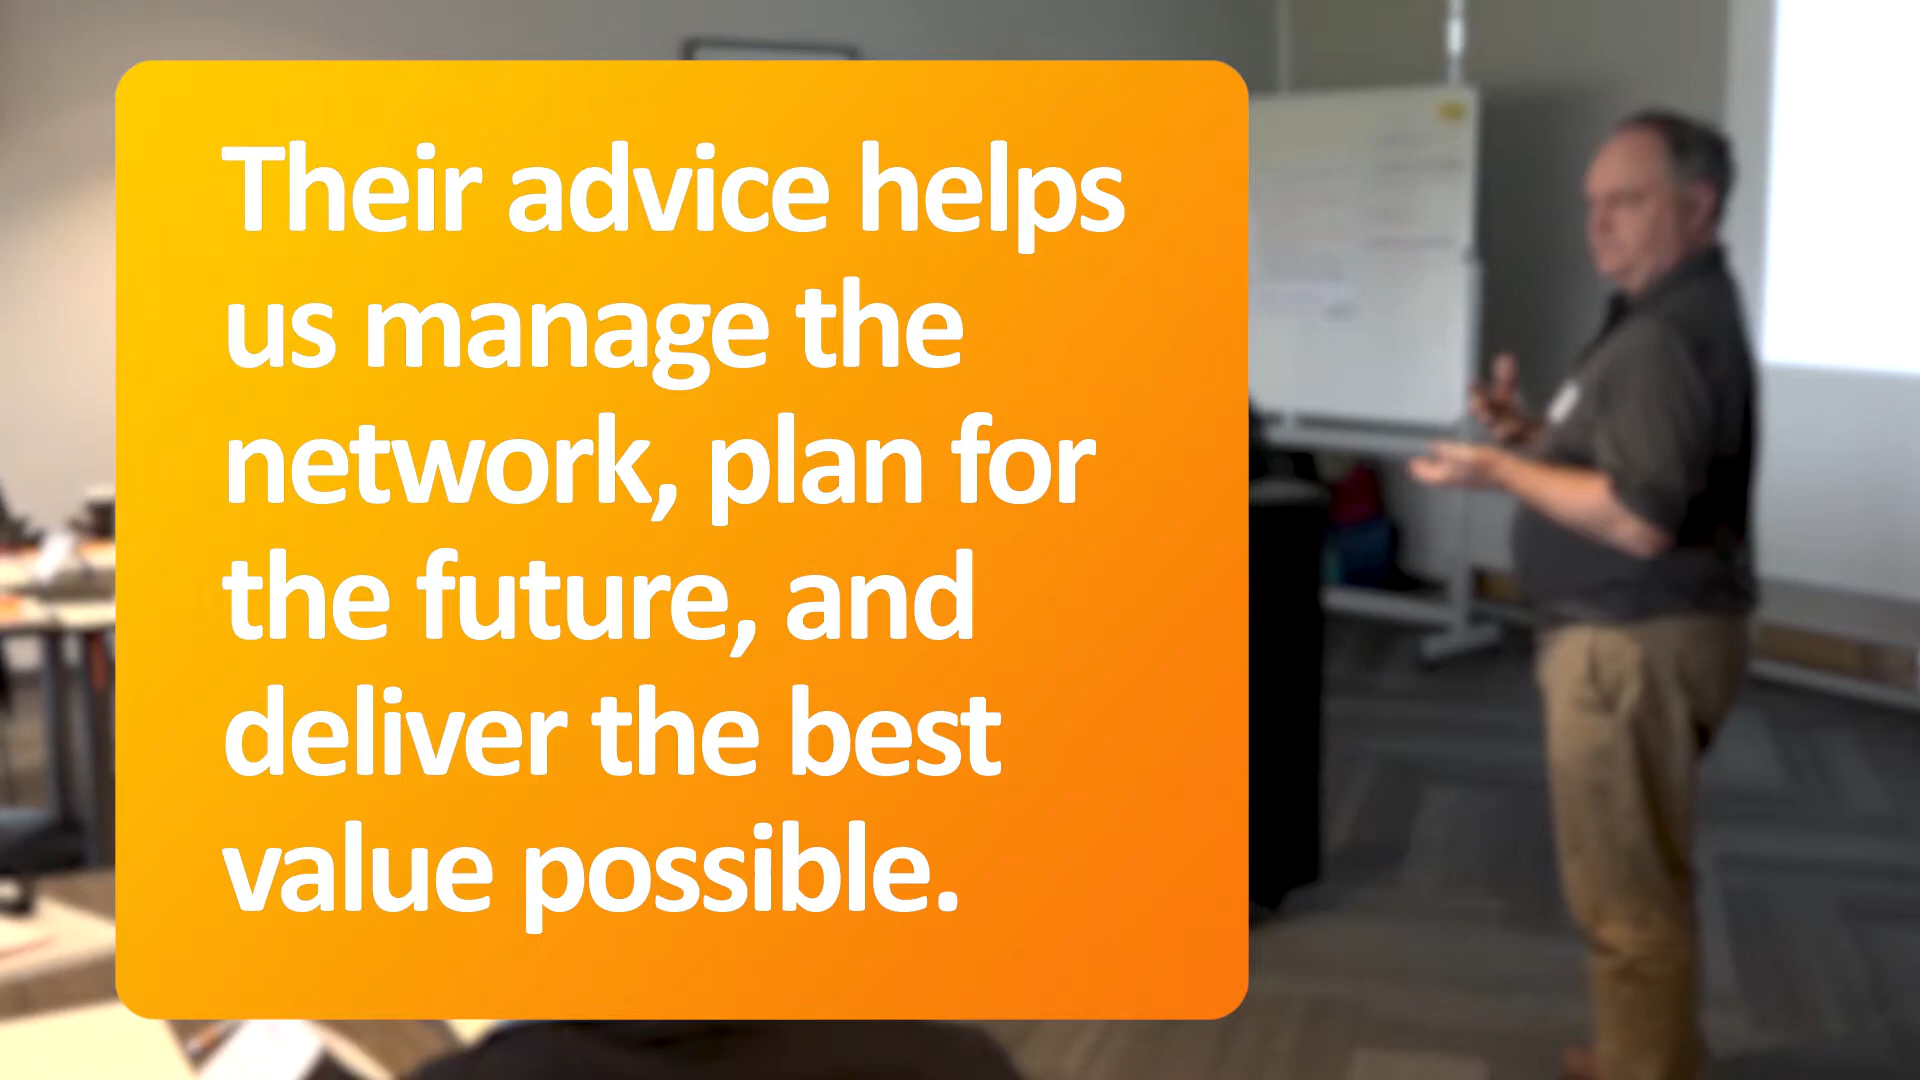 Their advice helps
us manage the
network, plan for
the future, and
deliver the best
value possible.